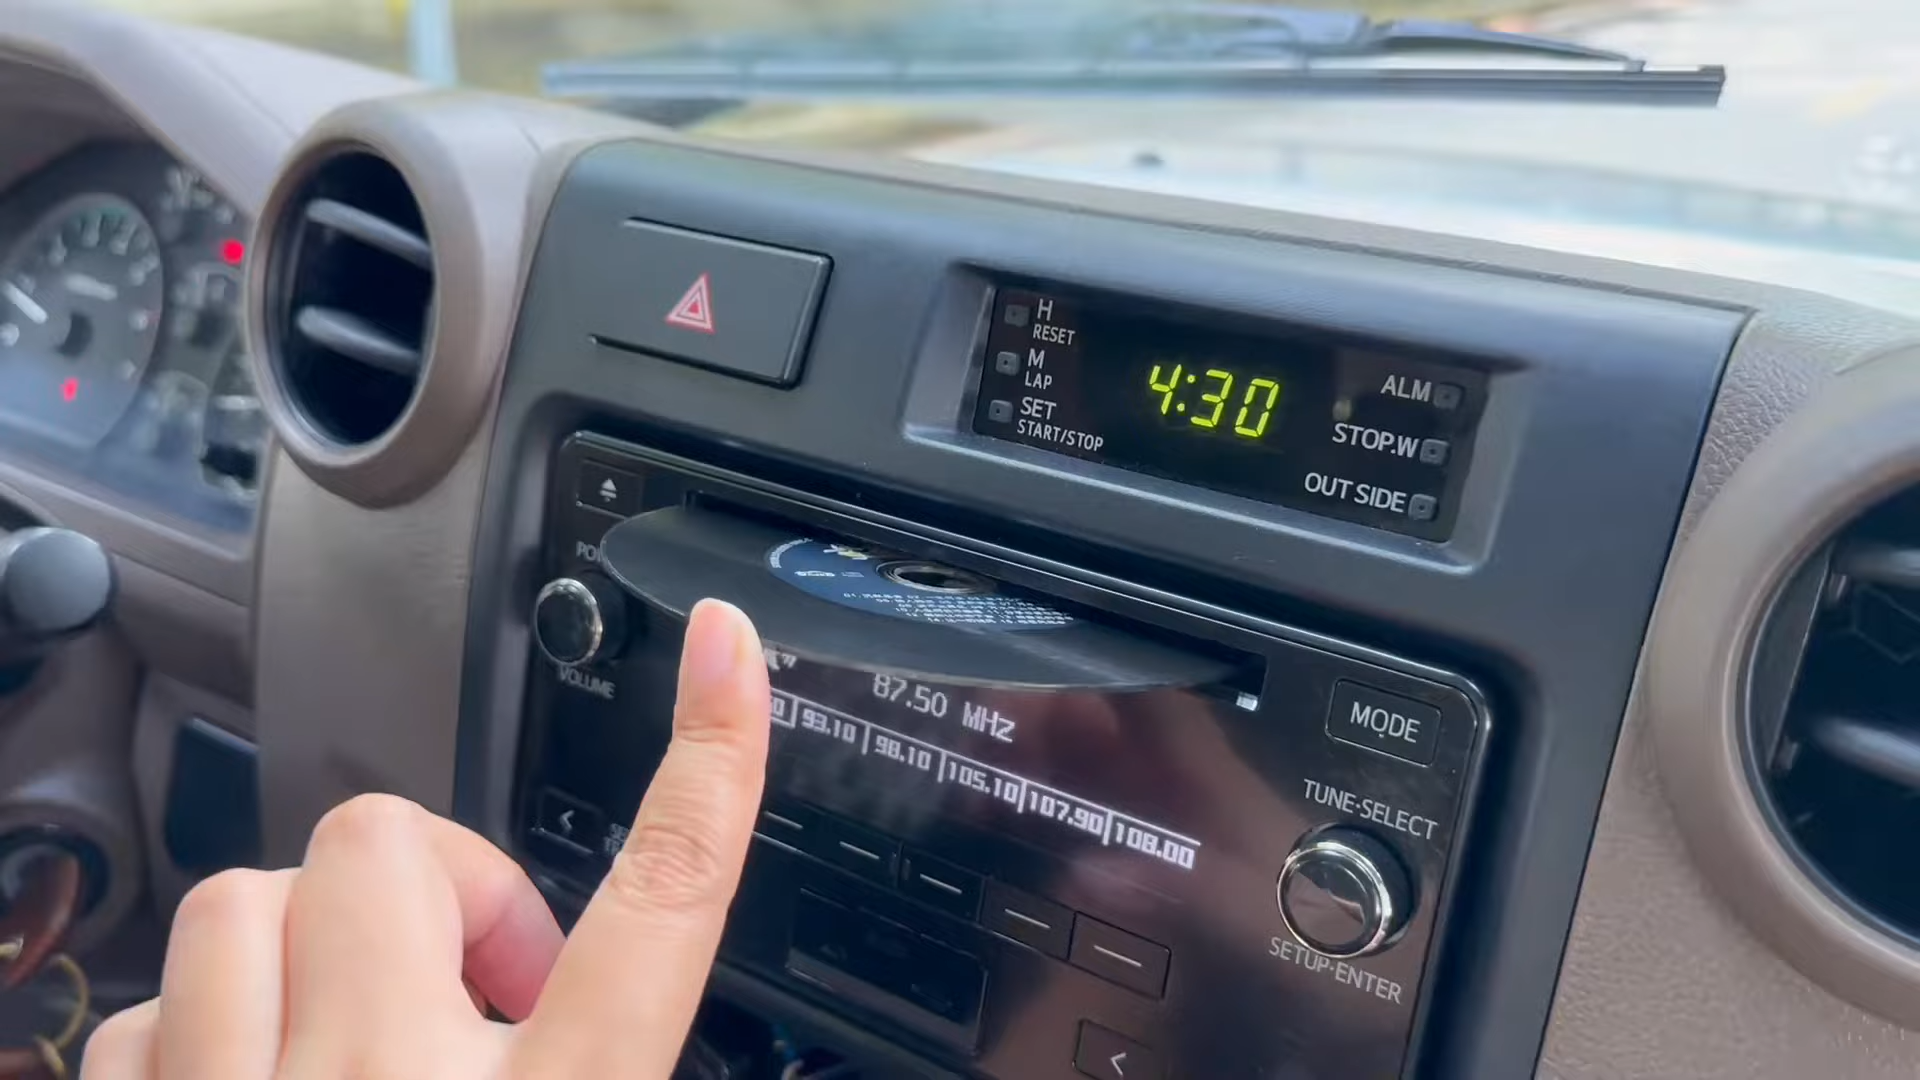 H
RESET
M
LAP
SET
START/STOP
4:30
ALM
STOP.W
OUT SIDE
VOLUME
87.50 MHz
93.10 98.10 105.10 107.90 108.00
MODE
TUNE·SELECT
SETUP·ENTER